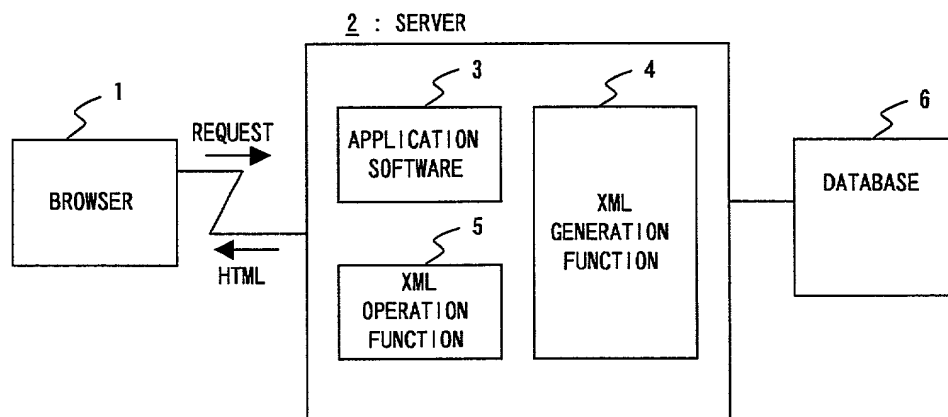 2 : SERVER
1
BROWSER
REQUEST
HTML
3
APPLICATION
SOFTWARE
4
XML
GENERATION
FUNCTION
5
XML
OPERATION
FUNCTION
6
DATABASE